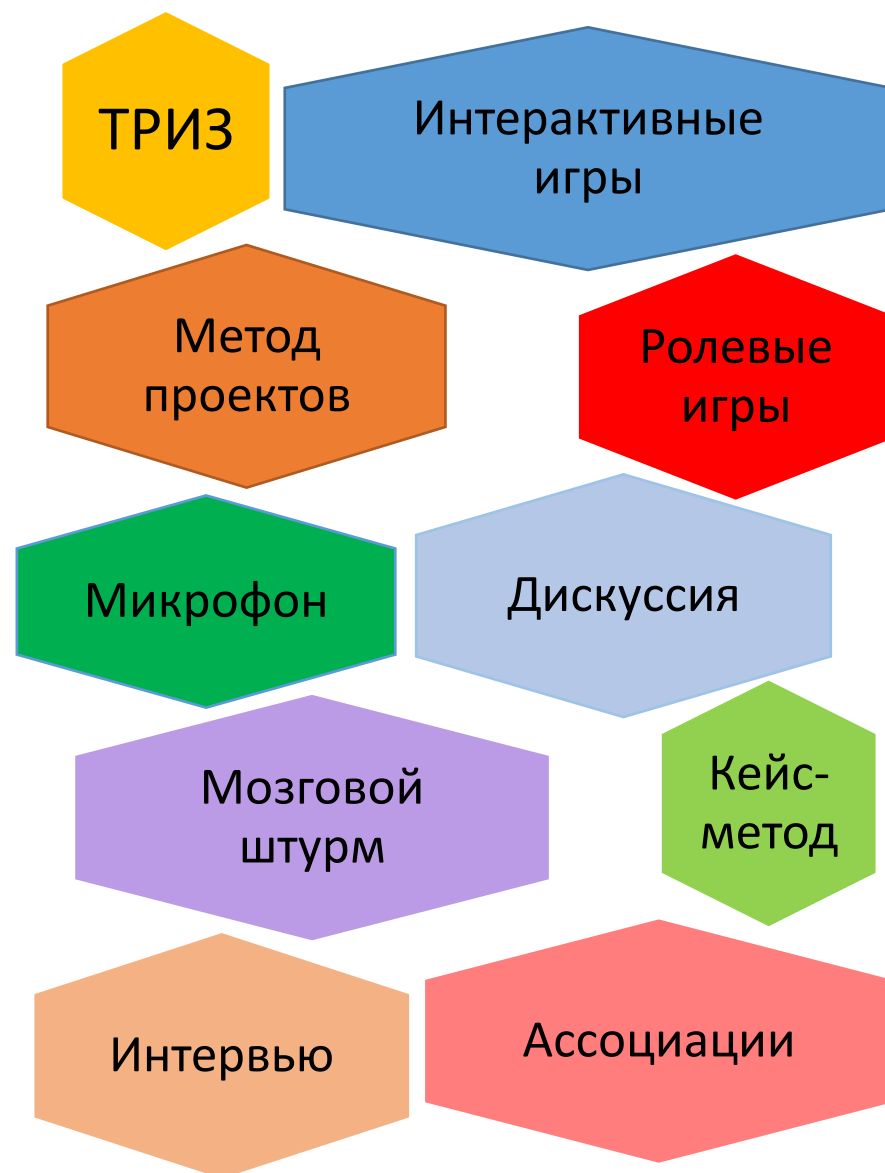 ТРИЗ
Интерактивные
игры
Метод
проектов
Ролевые
игры
Микрофон
Дискуссия
Мозговой
штурм
Кейс-
метод
Интервью
Ассоциации